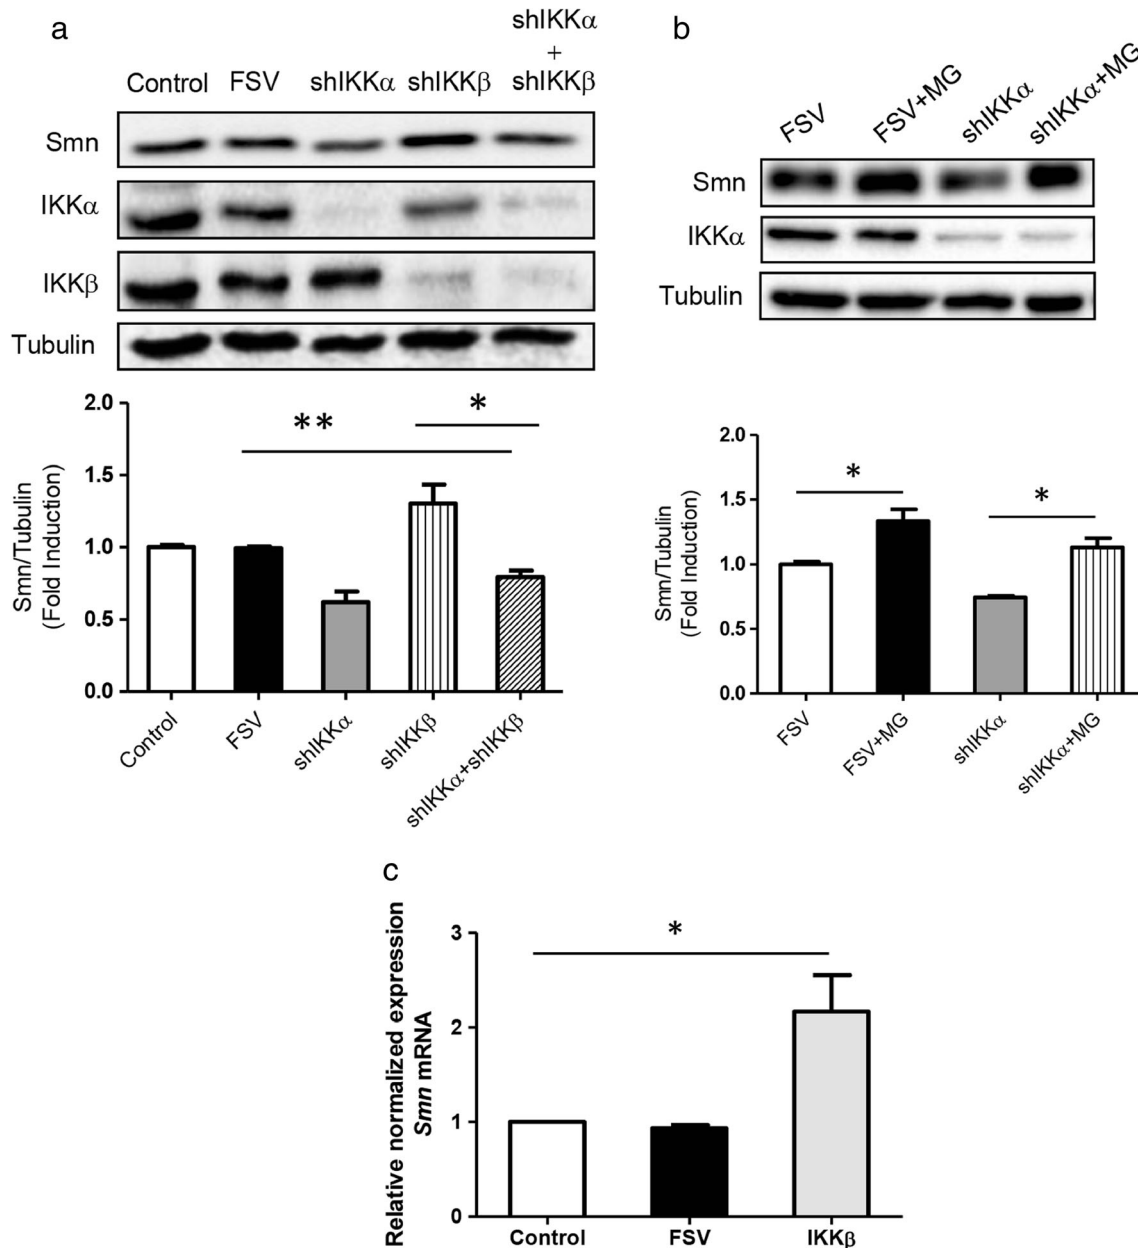 a
Control FSV shIKKα shIKKβ shIKKα + shIKKβ
Smn
IKKα
IKKβ
Tubulin
2.0
1.5
1.0
0.5
0.0
Smn/Tubulin
(Fold Induction)
** *
Control FSV shIKKα shIKKβ shIKKα+shIKKβ
b
FSV FSV+MG shIKKα shIKKα+MG
Smn
IKKα
Tubulin
2.0
1.5
1.0
0.5
0.0
Smn/Tubulin
(Fold Induction)
* *
FSV FSV+MG shIKKα shIKKα+MG
c
Relative normalized expression
Smn mRNA
3
2
1
0
*
Control FSV IKKβ